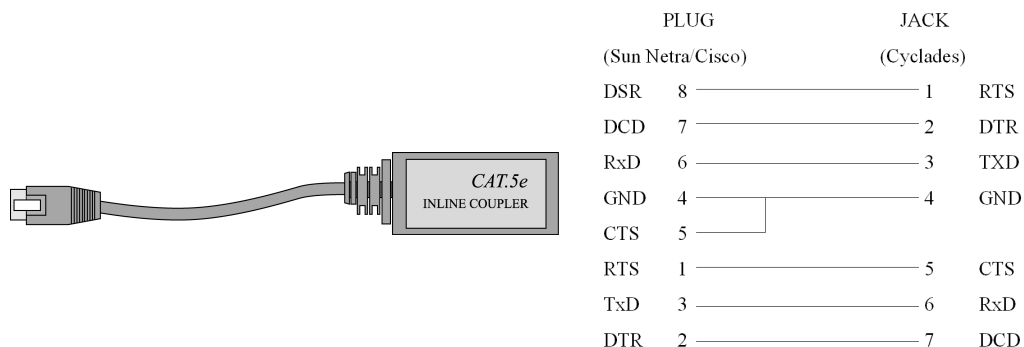 PLUG JACK
(Sun Netra/Cisco) (Cyclades)
DSR 8 1 RTS
DCD 7 2 DTR
RxD 6 3 TXD
GND 4 4 GND
CTS 5
RTS 1 5 CTS
TxD 3 6 RxD
DTR 2 7 DCD
CAT.5e
INLINE COUPLER